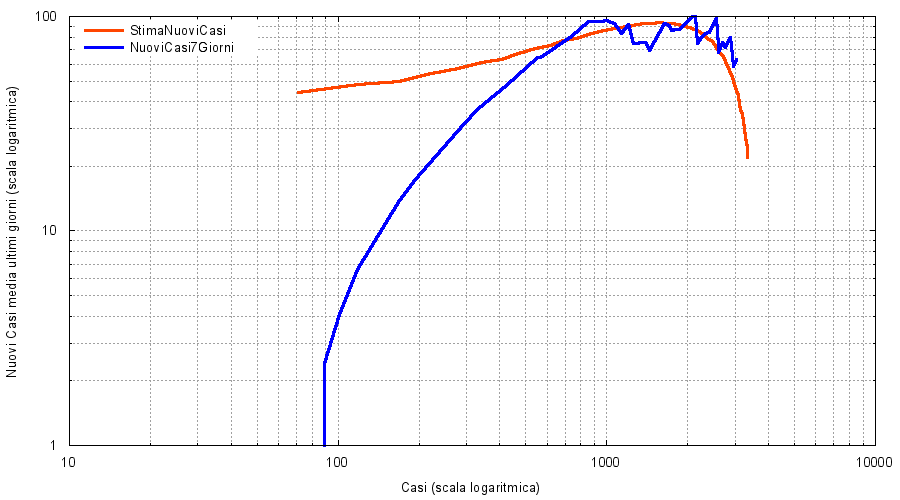 100
StimaNuoviCasi
NuoviCasi7Giorni
Nuovi Casi media ultimi giorni (scala logaritmica)
10
1
10
100
1000
10000
Casi (scala logaritmica)